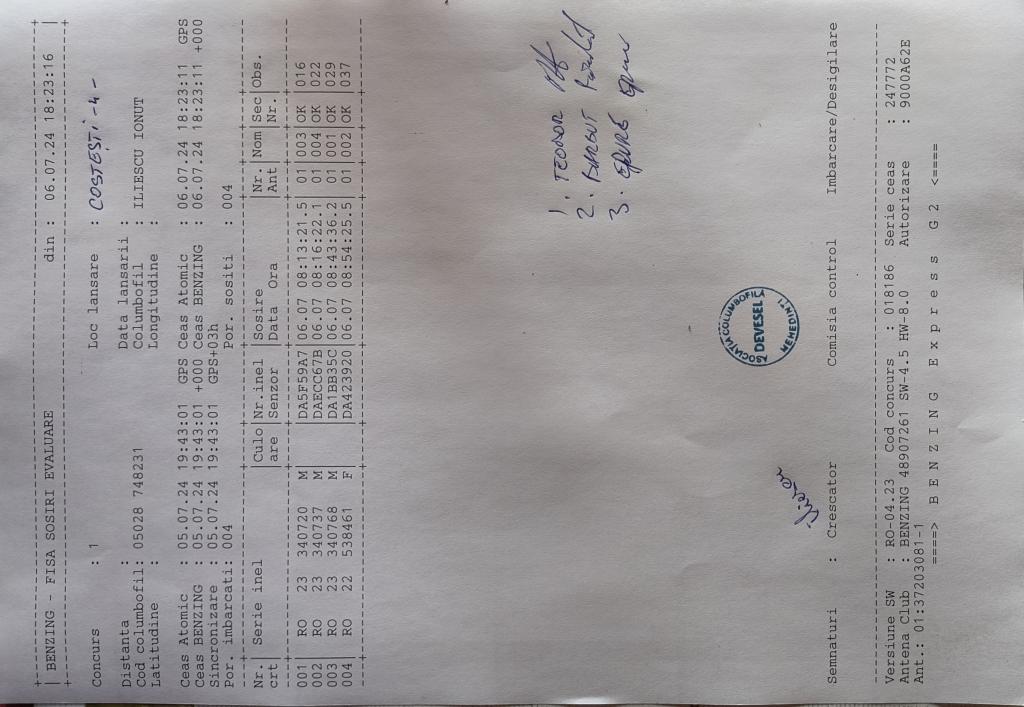 BENZING - FISA SOSIRI EVALUARE din : 06.07.24 18:23:16
Concurs : 1 Loc lansare : COSTEȘTI -4-
Distanta : Data lansarii :
Cod columbofil: 05028 748231 Columbofil : ILIESCU IONUT
Latitudine : Longitudine :
Ceas Atomic : 05.07.24 19:43:01 GPS Ceas Atomic : 06.07.24 18:23:11 GPS
Ceas BENZING : 05.07.24 19:43:01 +000 Ceas BENZING : 06.07.24 18:23:11 +000
Sincronizare : 05.07.24 19:43:01 GPS+03h
Por. imbarcati: 004 Por. sositi : 004
Nr. | Serie inel |Culo|Nr.inel |Sosire |Nr. |Nom |Sec |Obs.
crt | |are |Senzor |Data Ora |Ant | |Nr. |
001 | RO 23 340720 M| |DA5F59A7|06.07 08:13:21.5| 01 |003 |OK |016
002 | RO 23 340737 M| |DAECC67B|06.07 08:16:22.1| 01 |004 |OK |022
003 | RO 23 340768 M| |DA1BB35C|06.07 08:43:36.2| 01 |001 |OK |029
004 | RO 22 538461 F| |DA423920|06.07 08:54:25.5| 01 |002 |OK |037
1. TEODOR
2. BARBUT
3. EPURE
ASOCIAȚIA COLUMBOFILA
DEVESEL
MEHEDINȚI
Semnaturi : Crescator Comisia control Imbarcare/Desigilare
Versiune SW : RO-04.23 Cod concurs : 018186 Serie ceas : 247772
Antena Club : BENZING 48907261 SW-4.5 HW-8.0 Autorizare : 9000A62E
Ant.: 01:37203081-1
====> B E N Z I N G E x p r e s s G 2 <====